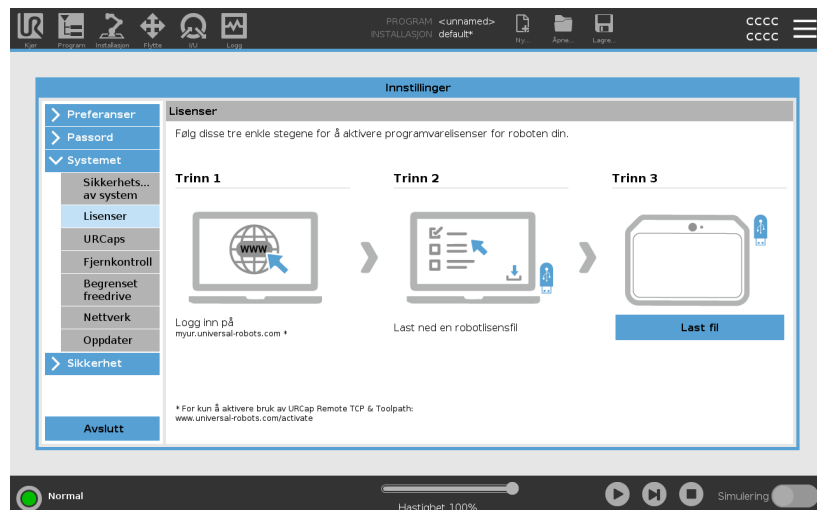 PROGRAM <unnamed>
INSTALLASJON default*
CCCC
CCCC
Kjør
Program
Installasjon
Flytte
I/U
Logg
Ny...
Åpne...
Lagre...
Innstillinger
Preferanser
Passord
Systemet
Sikkerhets...
av system
Lisenser
URCaps
Fjernkontroll
Begrenset
freedrive
Nettverk
Oppdater
Sikkerhet
Avslutt
Lisenser
Følg disse tre enkle stegene for å aktivere programvarelisenser for roboten din.
Trinn 1
WWW
Logg inn på
myur.universal-robots.com *
Trinn 2
Last ned en robotlisensfil
Trinn 3
Last fil
* For kun å aktivere bruk av URCap Remote TCP & Toolpath:
www.universal-robots.com/activate
Normal
Hastighet 100%
Simulering